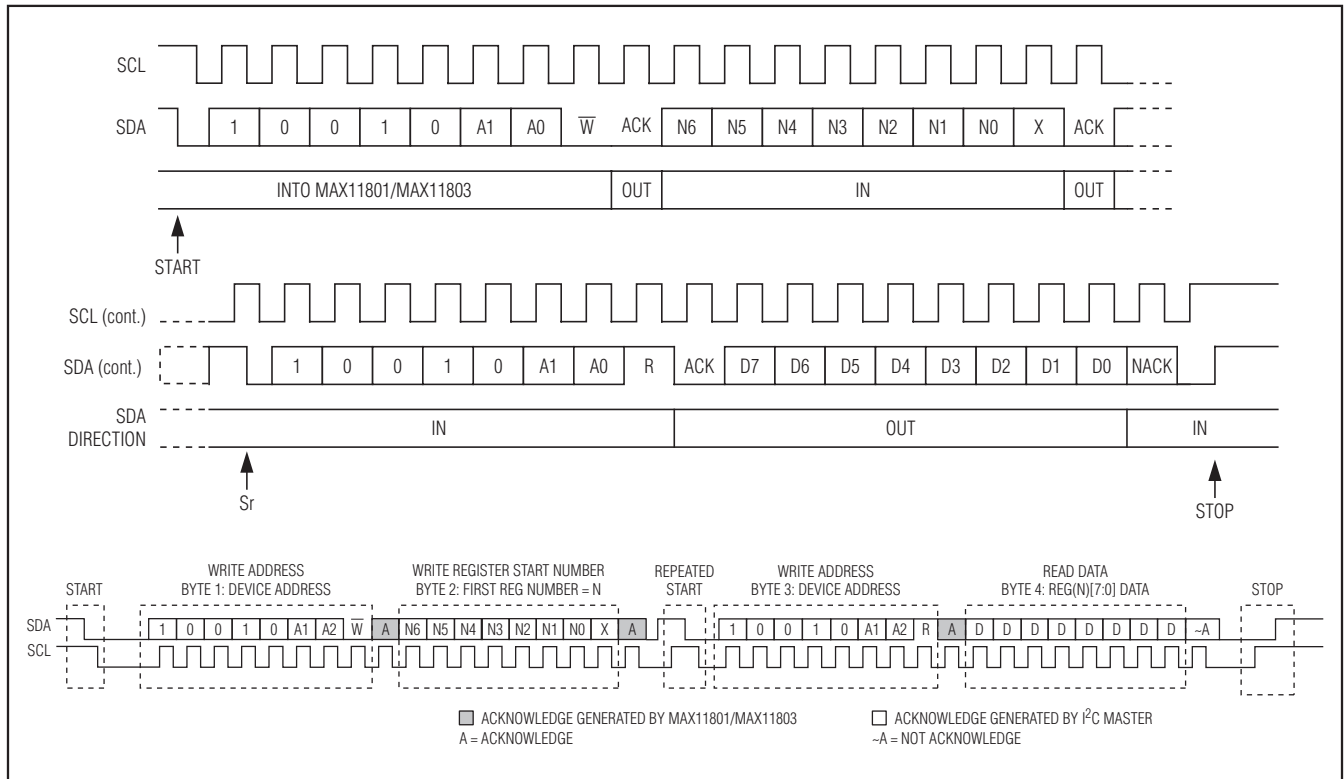 SCL
SDA 1 0 0 1 0 A1 A0 W̅ ACK N6 N5 N4 N3 N2 N1 N0 X ACK
INTO MAX11801/MAX11803 OUT IN OUT
START
SCL (cont.)
SDA (cont.) 1 0 0 1 0 A1 A0 R ACK D7 D6 D5 D4 D3 D2 D1 D0 NACK
SDA
DIRECTION IN OUT IN
Sr STOP
START WRITE ADDRESS WRITE REGISTER START NUMBER REPEATED WRITE ADDRESS READ DATA STOP
BYTE 1: DEVICE ADDRESS BYTE 2: FIRST REG NUMBER = N START BYTE 3: DEVICE ADDRESS BYTE 4: REG(N)[7:0] DATA
SDA 1 0 0 1 0 A1 A2 W̅ A N6 N5 N4 N3 N2 N1 N0 X A 1 0 0 1 0 A1 A2 R A D D D D D D D D ~A
SCL
ACKNOWLEDGE GENERATED BY MAX11801/MAX11803 ACKNOWLEDGE GENERATED BY I²C MASTER
A = ACKNOWLEDGE ~A = NOT ACKNOWLEDGE